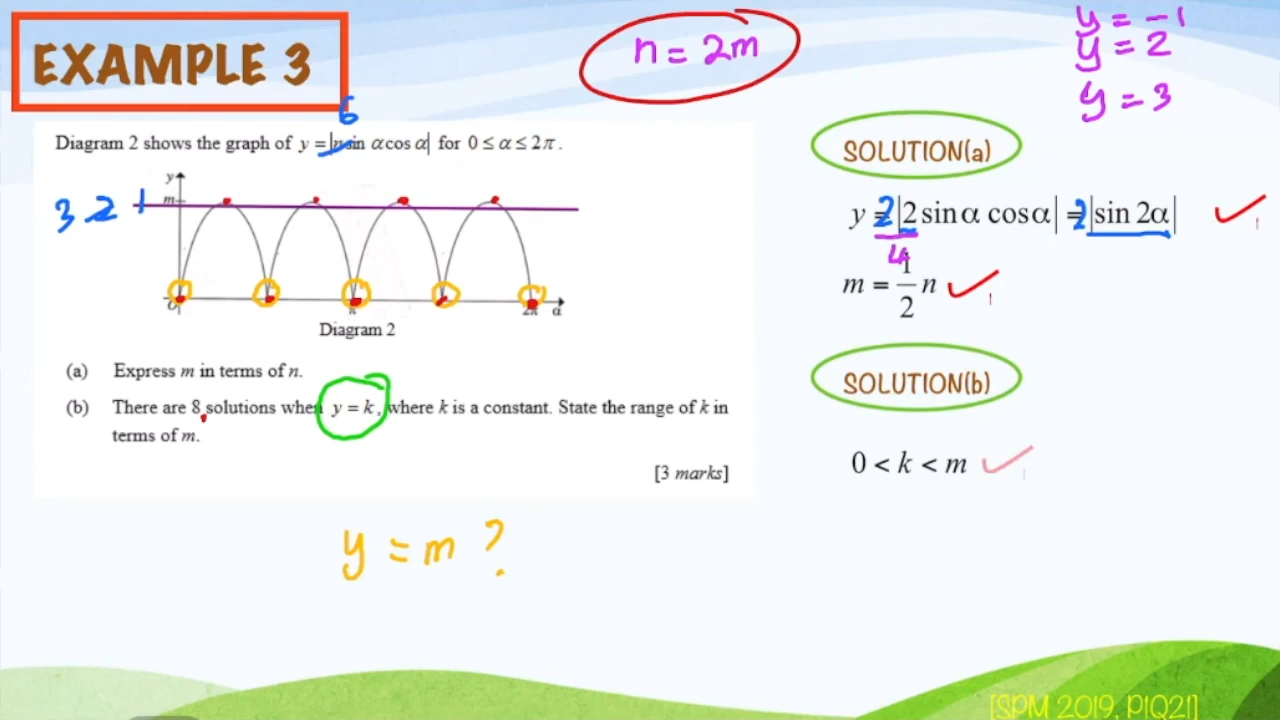 EXAMPLE 3
n = 2m
y = -1
y = 2
y = 3
6
Diagram 2 shows the graph of y = |n sin α cos α| for 0 ≤ α ≤ 2π.
y
m
3 2 1
O
π
2π
α
Diagram 2
(a) Express m in terms of n.
(b) There are 8 solutions when y = k, where k is a constant. State the range of k in
terms of m.
[3 marks]
y = m ?
SOLUTION(a)
y = 2|2 sin α cos α| = 2|sin 2α|
4
m = 1/2 n
1
1
SOLUTION(b)
0 < k < m
1
[SPM 2019, P1Q21]